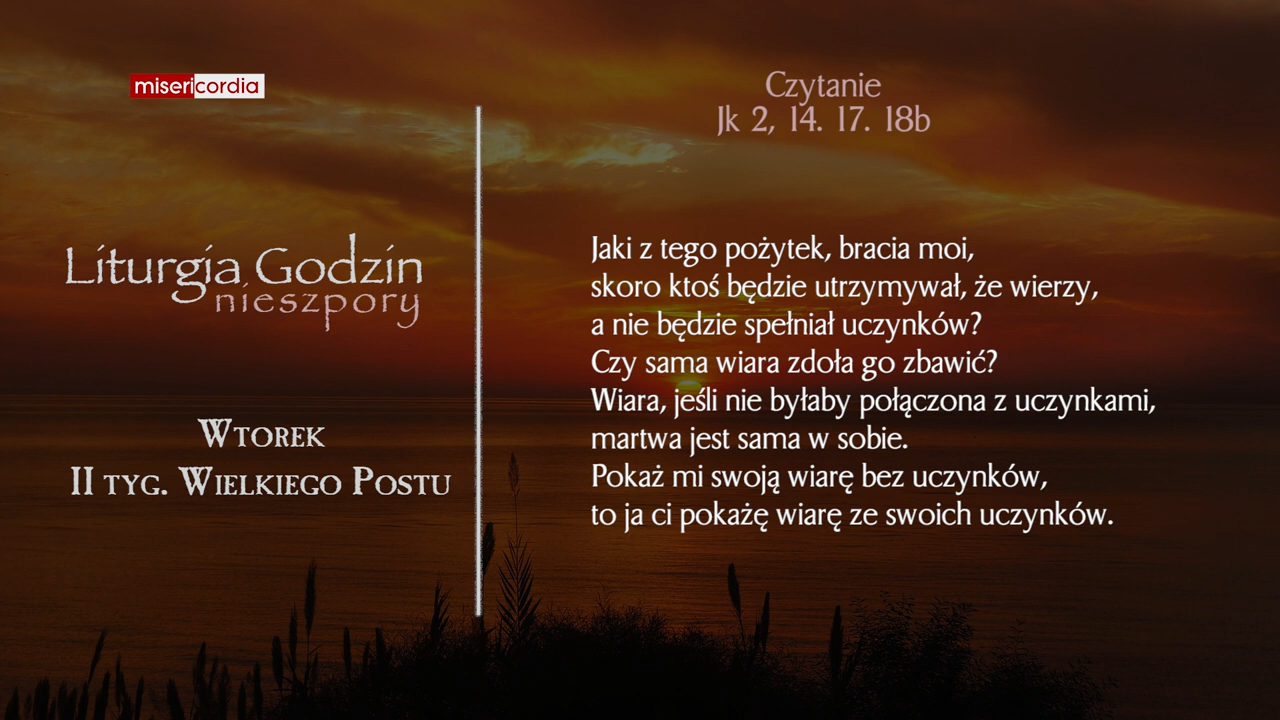 misericordia
Liturgia Godzin
nieszpory
Wtorek
II tyg. Wielkiego Postu
Czytanie
Jk 2, 14. 17. 18b
Jaki z tego pożytek, bracia moi,
skoro ktoś będzie utrzymywał, że wierzy,
a nie będzie spełniał uczynków?
Czy sama wiara zdoła go zbawić?
Wiara, jeśli nie byłaby połączona z uczynkami,
martwa jest sama w sobie.
Pokaż mi swoją wiarę bez uczynków,
to ja ci pokażę wiarę ze swoich uczynków.